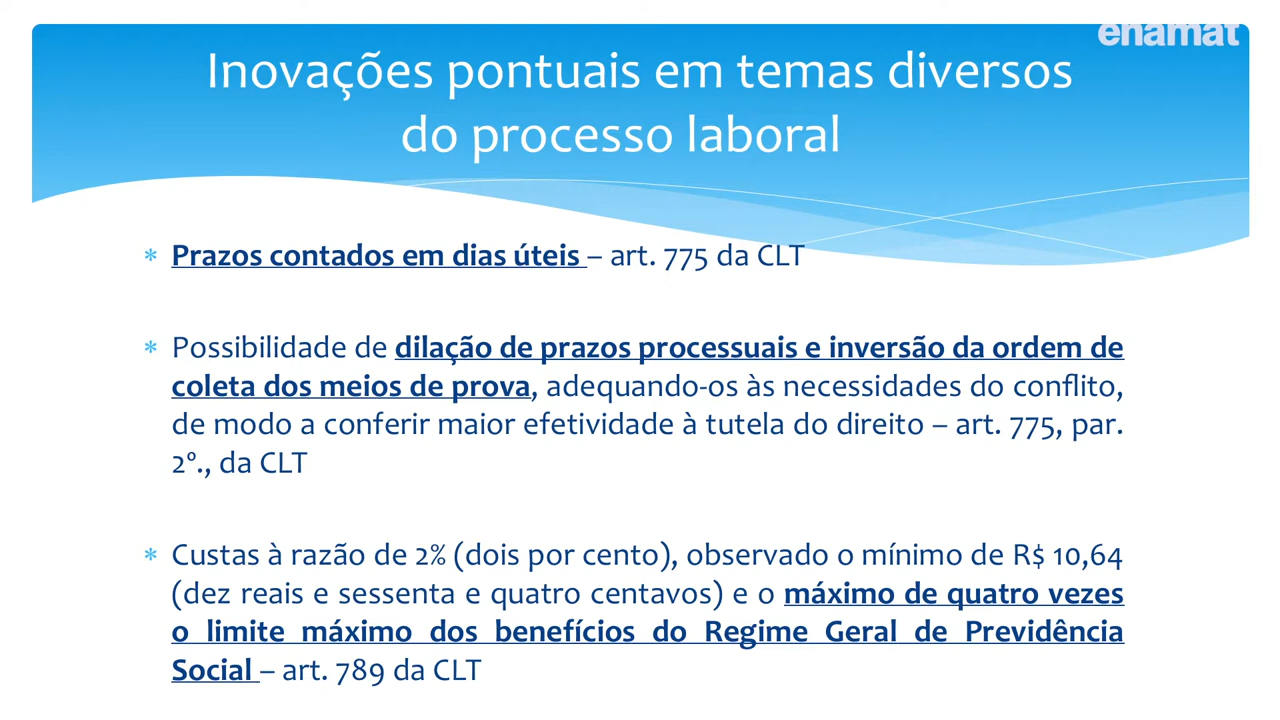 enamat
Inovações pontuais em temas diversos
do processo laboral
* Prazos contados em dias úteis – art. 775 da CLT
* Possibilidade de dilação de prazos processuais e inversão da ordem de
coleta dos meios de prova, adequando-os às necessidades do conflito,
de modo a conferir maior efetividade à tutela do direito – art. 775, par.
2º., da CLT
* Custas à razão de 2% (dois por cento), observado o mínimo de R$ 10,64
(dez reais e sessenta e quatro centavos) e o máximo de quatro vezes
o limite máximo dos benefícios do Regime Geral de Previdência
Social – art. 789 da CLT